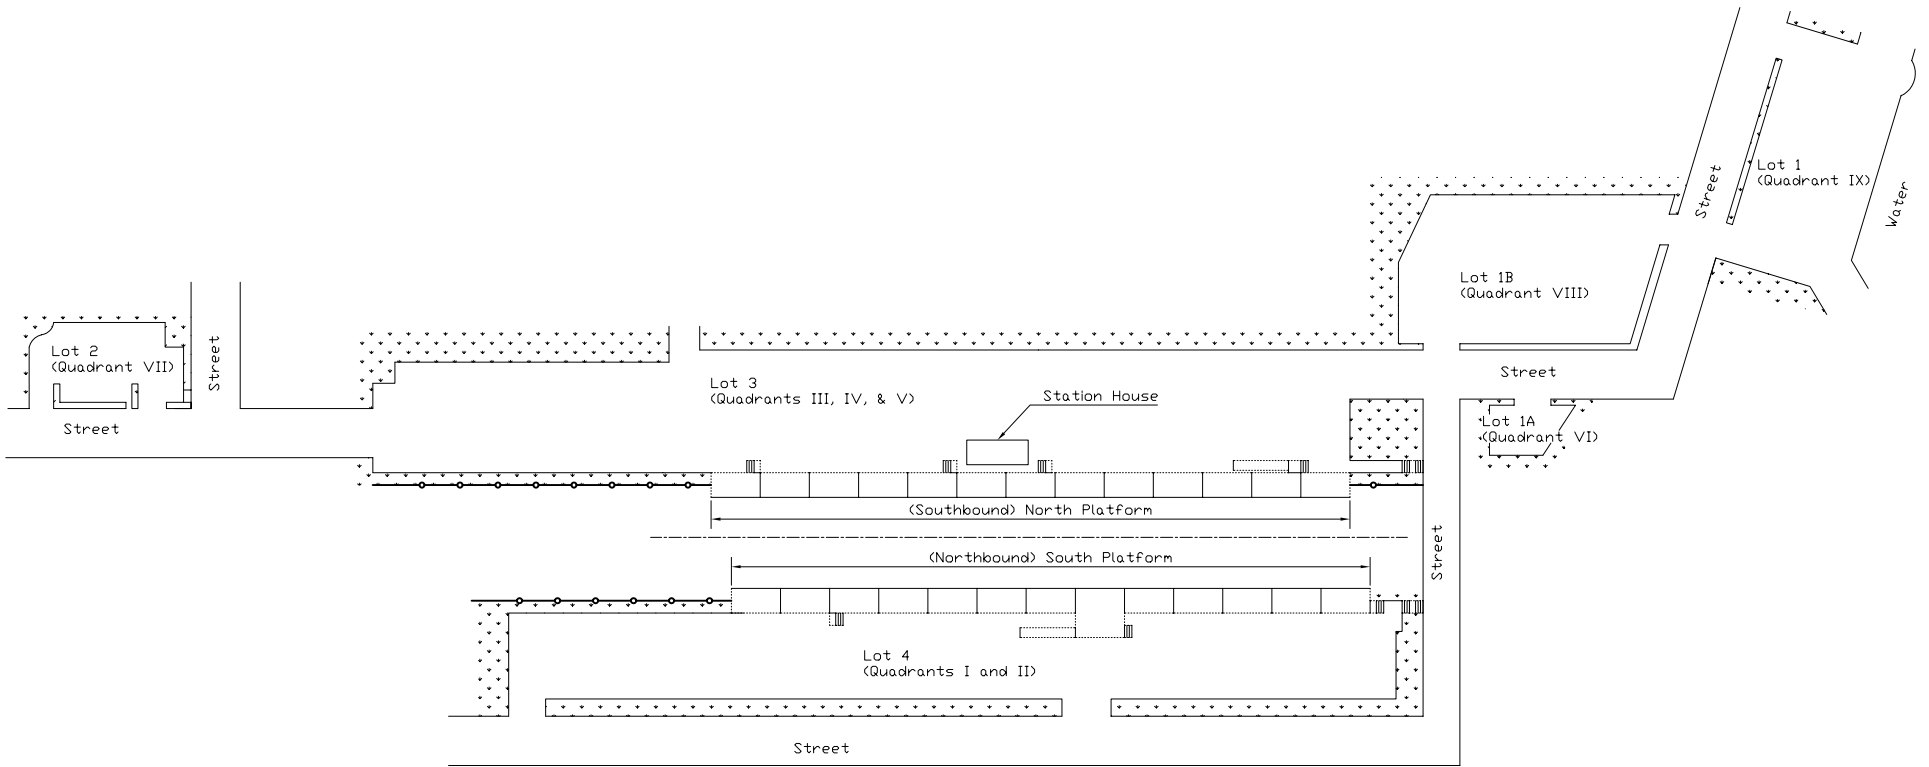 Lot 1
(Quadrant IX)
Street
Water
Lot 1B
(Quadrant VIII)
Lot 2
(Quadrant VII)
Street
Street
Lot 3
(Quadrants III, IV, & V)
Station House
Street
Lot 1A
(Quadrant VI)
(Southbound) North Platform
(Northbound) South Platform
Street
Lot 4
(Quadrants I and II)
Street